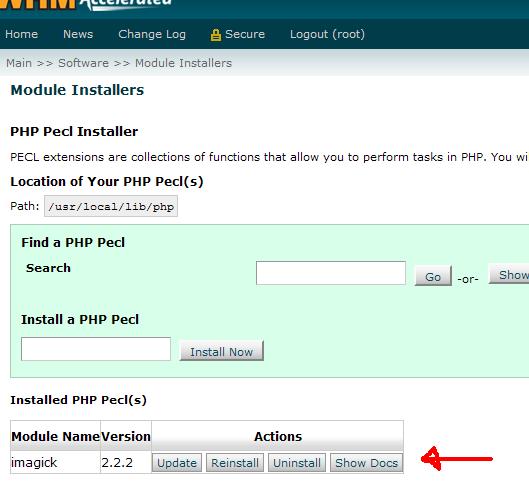 WHM Accelerated
Home News Change Log Secure Logout (root)
Main >> Software >> Module Installers
Module Installers
PHP Pecl Installer
PECL extensions are collections of functions that allow you to perform tasks in PHP. You wi
Location of Your PHP Pecl(s)
Path: /usr/local/lib/php
Find a PHP Pecl
Search Go -or- Show
Install a PHP Pecl
Install Now
Installed PHP Pecl(s)
Module Name Version Actions
imagick 2.2.2 Update Reinstall Uninstall Show Docs